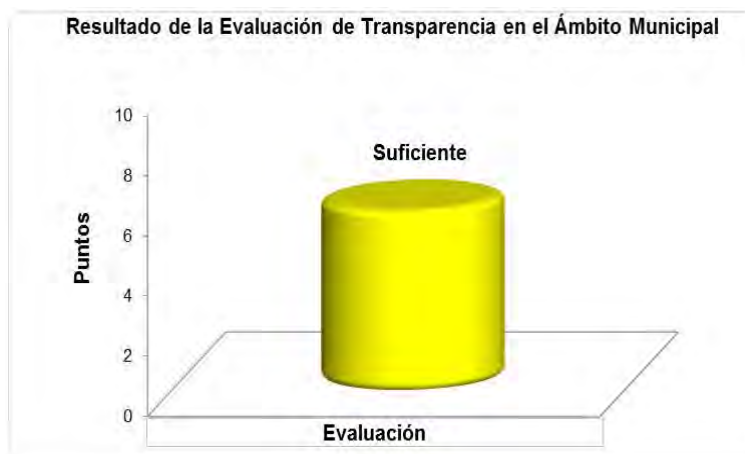 Resultado de la Evaluación de Transparencia en el Ámbito Municipal
10
8
6
4
2
0
Puntos
Suficiente
Evaluación